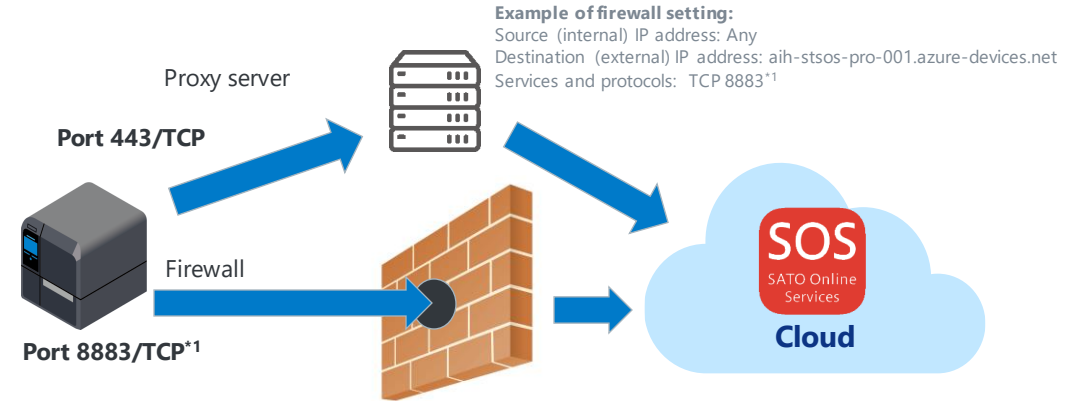 Example of firewall setting:
Source (internal) IP address: Any
Destination (external) IP address: aih-stsos-pro-001.azure-devices.net
Services and protocols: TCP 8883*1
Proxy server
Port 443/TCP
Firewall
Port 8883/TCP*1
SOS
SATO Online
Services
Cloud